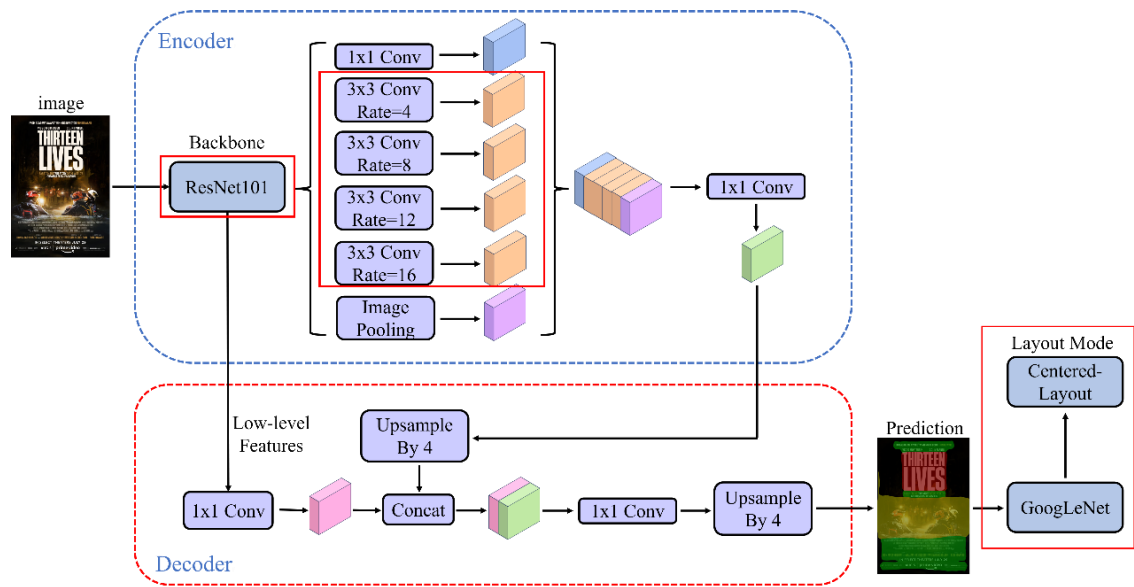 Encoder
image
THIRTEEN
LIVES
Backbone
ResNet101
1x1 Conv
3x3 Conv
Rate=4
3x3 Conv
Rate=8
3x3 Conv
Rate=12
3x3 Conv
Rate=16
Image
Pooling
1x1 Conv
Low-level
Features
Upsample
By 4
1x1 Conv
Concat
1x1 Conv
Upsample
By 4
Decoder
Prediction
THIRTEEN
LIVES
Layout Mode
Centered-
Layout
GoogLeNet